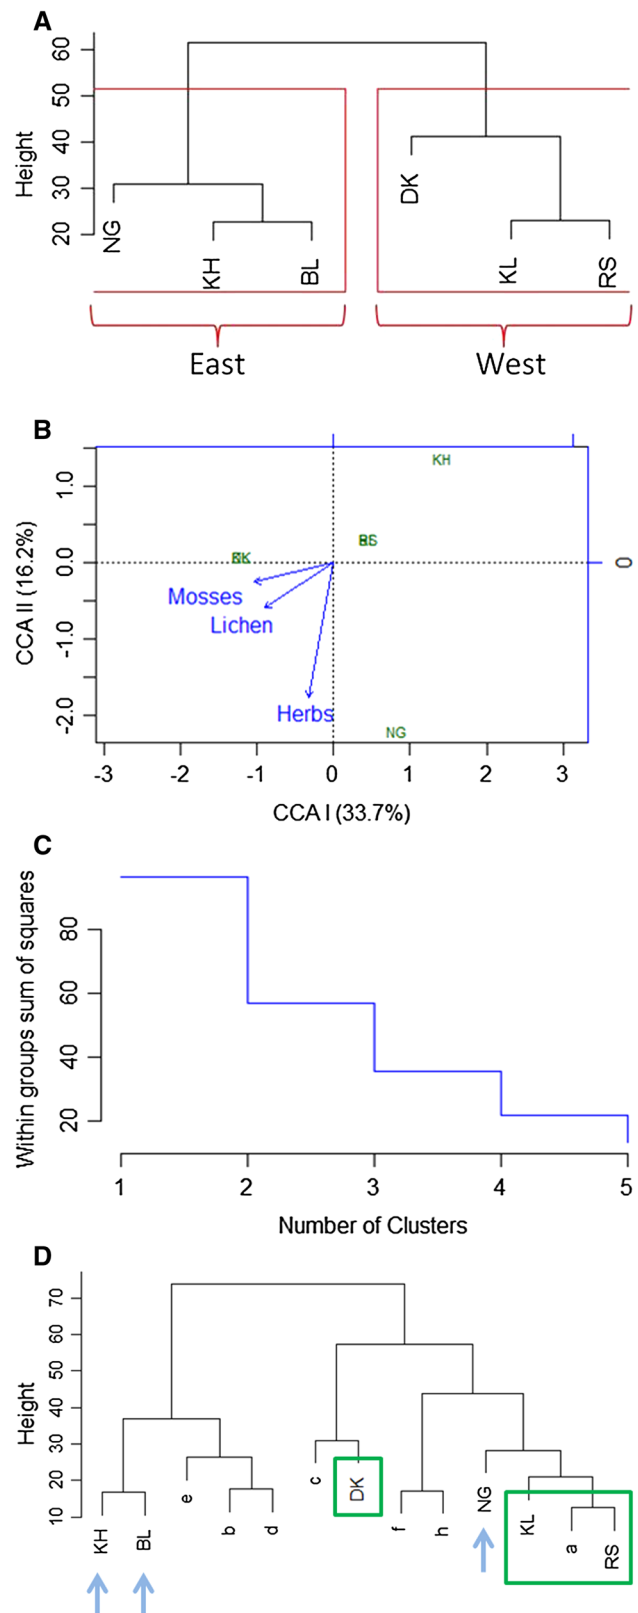 A
Height
60
50
40
30
20
NG
KH
BL
DK
KL
RS
East
West
B
CCA II (16.2%)
1.0
0.0
-1.0
-2.0
KH
RS
Mosses
Lichen
Herbs
NG
0
-3 -2 -1 0 1 2 3
CCA I (33.7%)
C
Within groups sum of squares
80
60
40
20
1 2 3 4 5
Number of Clusters
D
Height
70
60
50
40
30
20
10
KH
BL
e
b
d
c
DK
f
h
NG
KL
a
RS